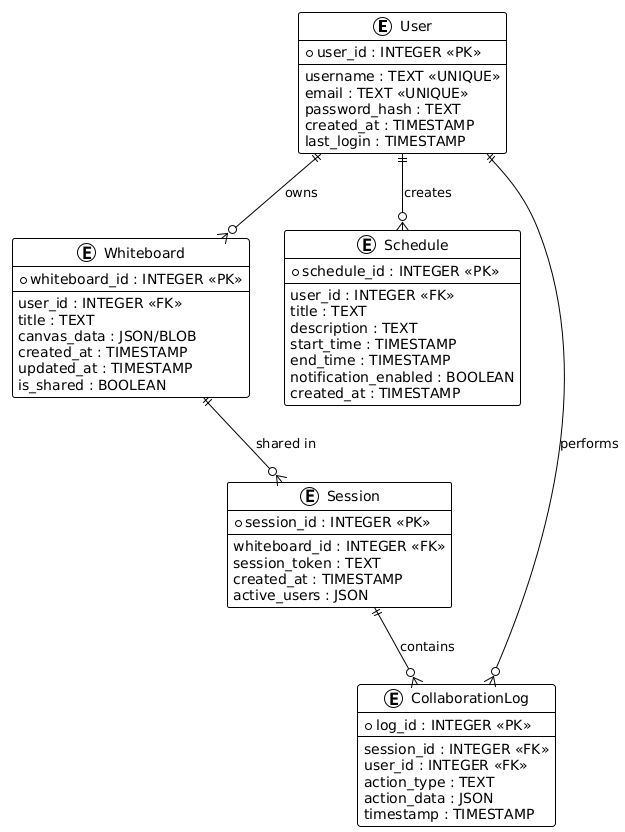 E User
user_id : INTEGER «PK»
username : TEXT «UNIQUE»
email : TEXT «UNIQUE»
password_hash : TEXT
created_at : TIMESTAMP
last_login : TIMESTAMP
owns
creates
E Whiteboard
whiteboard_id : INTEGER «PK»
user_id : INTEGER «FK»
title : TEXT
canvas_data : JSON/BLOB
created_at : TIMESTAMP
updated_at : TIMESTAMP
is_shared : BOOLEAN
E Schedule
schedule_id : INTEGER «PK»
user_id : INTEGER «FK»
title : TEXT
description : TEXT
start_time : TIMESTAMP
end_time : TIMESTAMP
notification_enabled : BOOLEAN
created_at : TIMESTAMP
shared in
performs
E Session
session_id : INTEGER «PK»
whiteboard_id : INTEGER «FK»
session_token : TEXT
created_at : TIMESTAMP
active_users : JSON
contains
E CollaborationLog
log_id : INTEGER «PK»
session_id : INTEGER «FK»
user_id : INTEGER «FK»
action_type : TEXT
action_data : JSON
timestamp : TIMESTAMP